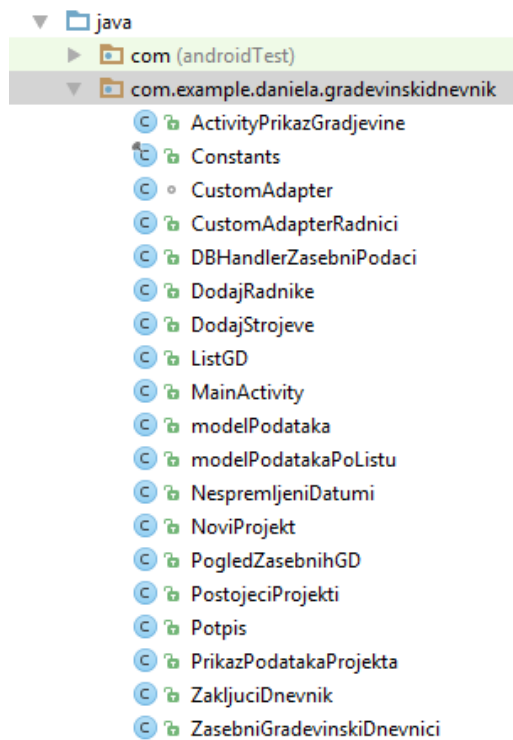 java
com (androidTest)
com.example.daniela.gradevinskidnevnik
ActivityPrikazGradjevine
Constants
CustomAdapter
CustomAdapterRadnici
DBHandlerZasebniPodaci
DodajRadnike
DodajStrojeve
ListGD
MainActivity
modelPodataka
modelPodatakaPoListu
NespremljeniDatumi
NoviProjekt
PogledZasebnihGD
PostojeciProjekti
Potpis
PrikazPodatakaProjekta
ZakljuciDnevnik
ZasebniGradevinskiDnevnici